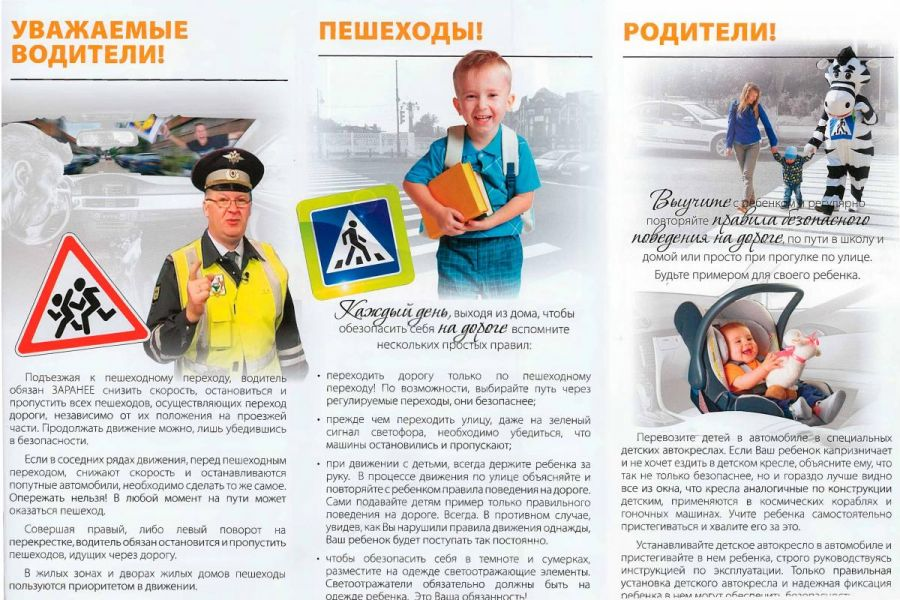 УВАЖАЕМЫЕ
ВОДИТЕЛИ!
Подъезжая к пешеходному переходу, водитель
обязан ЗАРАНЕЕ снизить скорость, остановиться и
пропустить всех пешеходов, осуществляющих переход
дороги, независимо от их положения на проезжей
части. Продолжать движение можно, лишь убедившись
в безопасности.
Если в соседних рядах движения, перед пешеходным
переходом, снижают скорость и останавливаются
попутные автомобили, необходимо сделать то же самое.
Опережать нельзя! В любой момент на пути может
оказаться пешеход.
Совершая правый, либо левый поворот на
перекрестке, водитель обязан остановится и пропустить
пешеходов, идущих через дорогу.
В жилых зонах и дворах жилых домов пешеходы
пользуются приоритетом в движении.
ПЕШЕХОДЫ!
Каждый день, выходя из дома, чтобы
обезопасить себя на дороге вспомните
нескольких простых правил:
• переходить дорогу только по пешеходному
переходу! По возможности, выбирайте путь через
регулируемые переходы, они безопаснее;
• прежде чем переходить улицу, даже на зеленый
сигнал светофора, необходимо убедиться, что
машины остановились и пропускают;
• при движении с детьми, всегда держите ребенка за
руку. В процессе движения по улице объясняйте и
повторяйте с ребенком правила поведения на дороге.
Сами подавайте детям пример только правильного
поведения на дороге. Всегда. В противном случае,
увидев, как Вы нарушили правила движения однажды,
Ваш ребенок будет поступать так постоянно.
• чтобы обезопасить себя в темноте и сумерках,
разместите на одежде светоотражающие элементы.
Светоотражатели обязательно должны быть на
одежде ребенка. Это Ваша обязанность!
РОДИТЕЛИ!
Выучите с ребенком и регулярно
повторяйте правила безопасного
поведения на дороге, по пути в школу и
домой или просто при прогулке по улице.
Будьте примером для своего ребенка.
Перевозите детей в автомобиле в специальных
детских автокреслах. Если Ваш ребенок капризничает
и не хочет ездить в детском кресле, объясните ему, что
так не только безопаснее, но и гораздо лучше видно
все из окна, что кресла аналогичные по конструкции
детским, применяются в космических кораблях и
гоночных машинах. Учите ребенка самостоятельно
пристегиваться и хвалите его за это.
Устанавливайте детское автокресло в автомобиле и
пристегивайте в нем ребенка, строго руководствуясь
инструкцией по эксплуатации. Только правильная
установка детского автокресла и надежная фиксация
ребенка в нем могут обеспечить безопасность